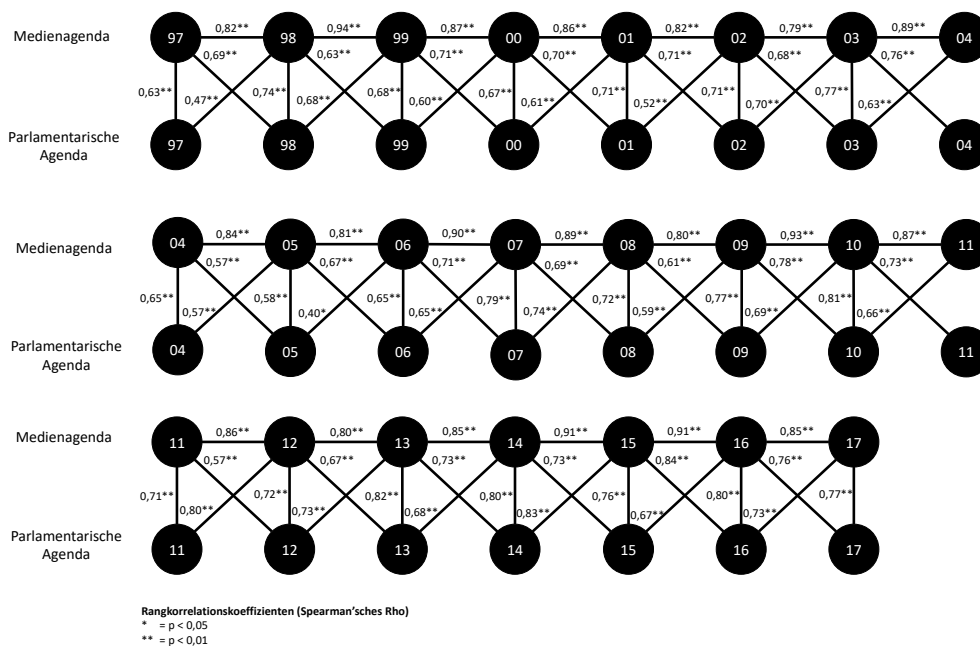 Medienagenda 97 0,82** 98 0,94** 99 0,87** 00 0,86** 01 0,82** 02 0,79** 03 0,89** 04
0,69** 0,63** 0,71** 0,70** 0,71** 0,68** 0,76**
0,63** 0,47** 0,74** 0,68** 0,68** 0,60** 0,67** 0,61** 0,71** 0,52** 0,71** 0,70** 0,77** 0,63**
Parlamentarische
Agenda
97 98 99 00 01 02 03 04
Medienagenda 04 0,84** 05 0,81** 06 0,90** 07 0,89** 08 0,80** 09 0,93** 10 0,87** 11
0,57** 0,67** 0,71** 0,69** 0,61** 0,78** 0,73**
0,65** 0,57** 0,58** 0,40* 0,65** 0,65** 0,79** 0,74** 0,72** 0,59** 0,77** 0,69** 0,81** 0,66**
Parlamentarische
Agenda
04 05 06 07 08 09 10 11
Medienagenda 11 0,86** 12 0,80** 13 0,85** 14 0,91** 15 0,91** 16 0,85** 17
0,57** 0,67** 0,73** 0,73** 0,84** 0,76**
0,71** 0,80** 0,72** 0,73** 0,82** 0,68** 0,80** 0,83** 0,76** 0,67** 0,80** 0,73** 0,77**
Parlamentarische
Agenda
11 12 13 14 15 16 17
Rangkorrelationskoeffizienten (Spearman'sches Rho)
* = p < 0,05
** = p < 0,01